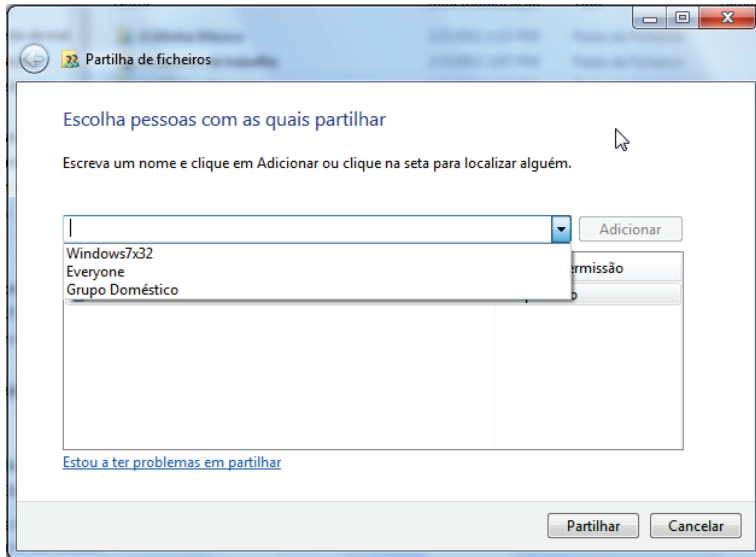 Partilha de ficheiros
Escolha pessoas com as quais partilhar
Escreva um nome e clique em Adicionar ou clique na seta para localizar alguém.
Adicionar
Windows7x32
Everyone
Grupo Doméstico
Estou a ter problemas em partilhar
Partilhar
Cancelar